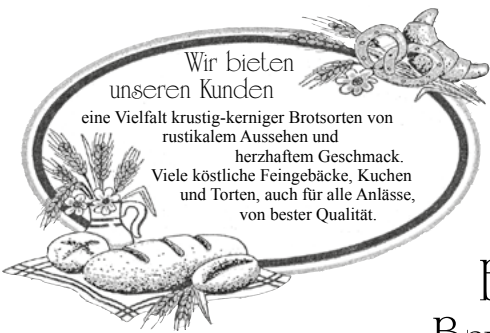 Wir bieten
unseren Kunden
eine Vielfalt krustig-kerniger Brotsorten von
rustikalem Aussehen und
herzhaftem Geschmack.
Viele köstliche Feingebäcke, Kuchen
und Torten, auch für alle Anlässe,
von bester Qualität.